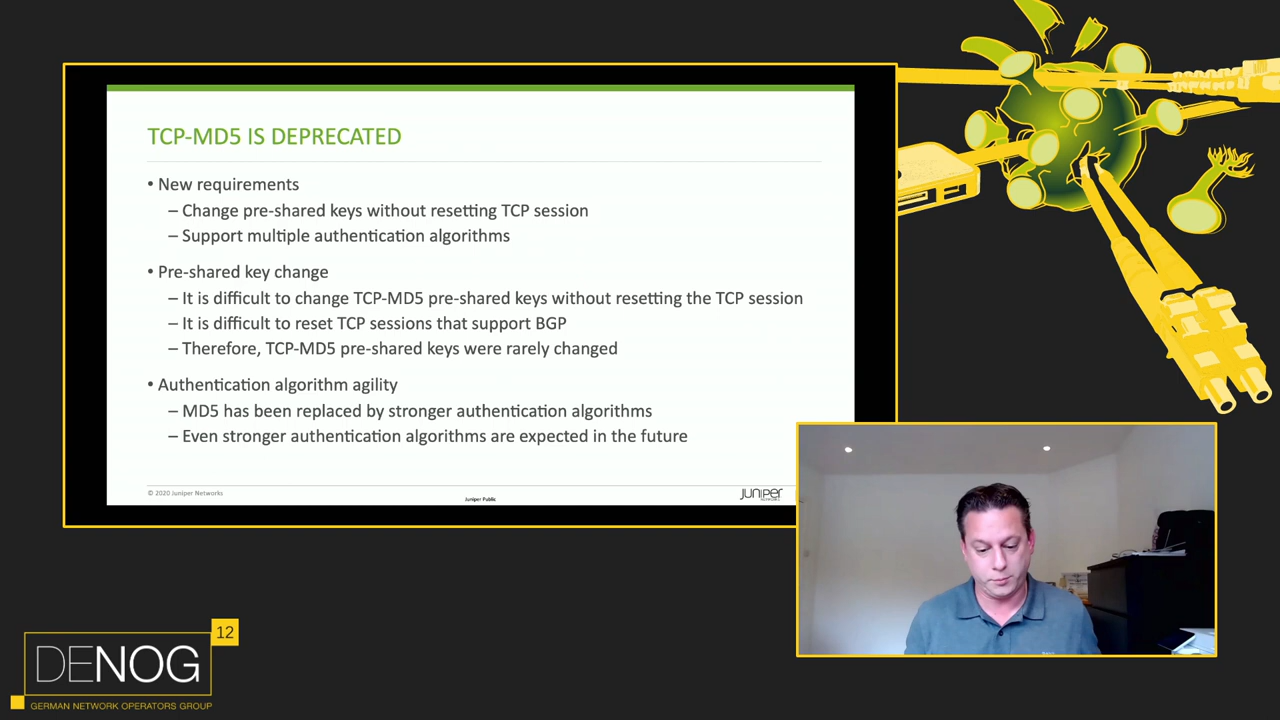 TCP-MD5 IS DEPRECATED
• New requirements
– Change pre-shared keys without resetting TCP session
– Support multiple authentication algorithms
• Pre-shared key change
– It is difficult to change TCP-MD5 pre-shared keys without resetting the TCP session
– It is difficult to reset TCP sessions that support BGP
– Therefore, TCP-MD5 pre-shared keys were rarely changed
• Authentication algorithm agility
– MD5 has been replaced by stronger authentication algorithms
– Even stronger authentication algorithms are expected in the future
© 2020 Juniper Networks
Juniper Public
JUNIPER
NETWORKS
12
DENOG
GERMAN NETWORK OPERATORS GROUP